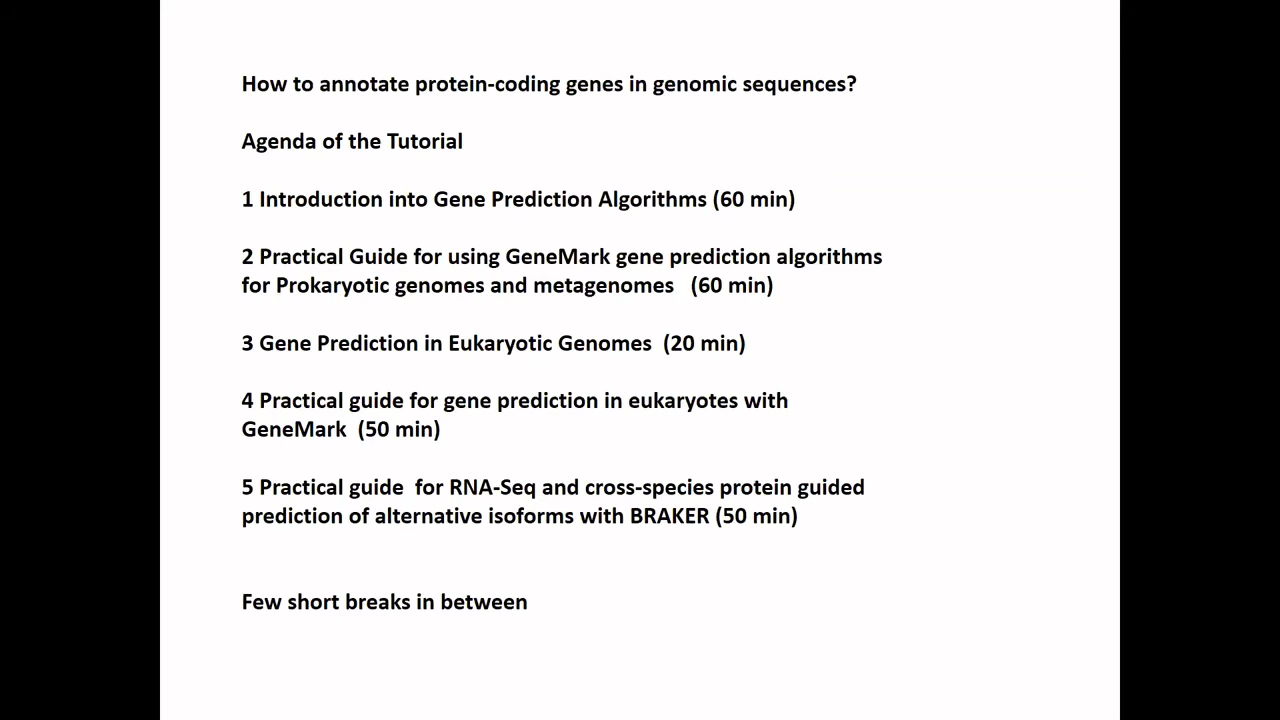 How to annotate protein-coding genes in genomic sequences?
Agenda of the Tutorial
1 Introduction into Gene Prediction Algorithms (60 min)
2 Practical Guide for using GeneMark gene prediction algorithms
for Prokaryotic genomes and metagenomes   (60 min)
3 Gene Prediction in Eukaryotic Genomes  (20 min)
4 Practical guide for gene prediction in eukaryotes with
GeneMark  (50 min)
5 Practical guide  for RNA-Seq and cross-species protein guided
prediction of alternative isoforms with BRAKER (50 min)
Few short breaks in between